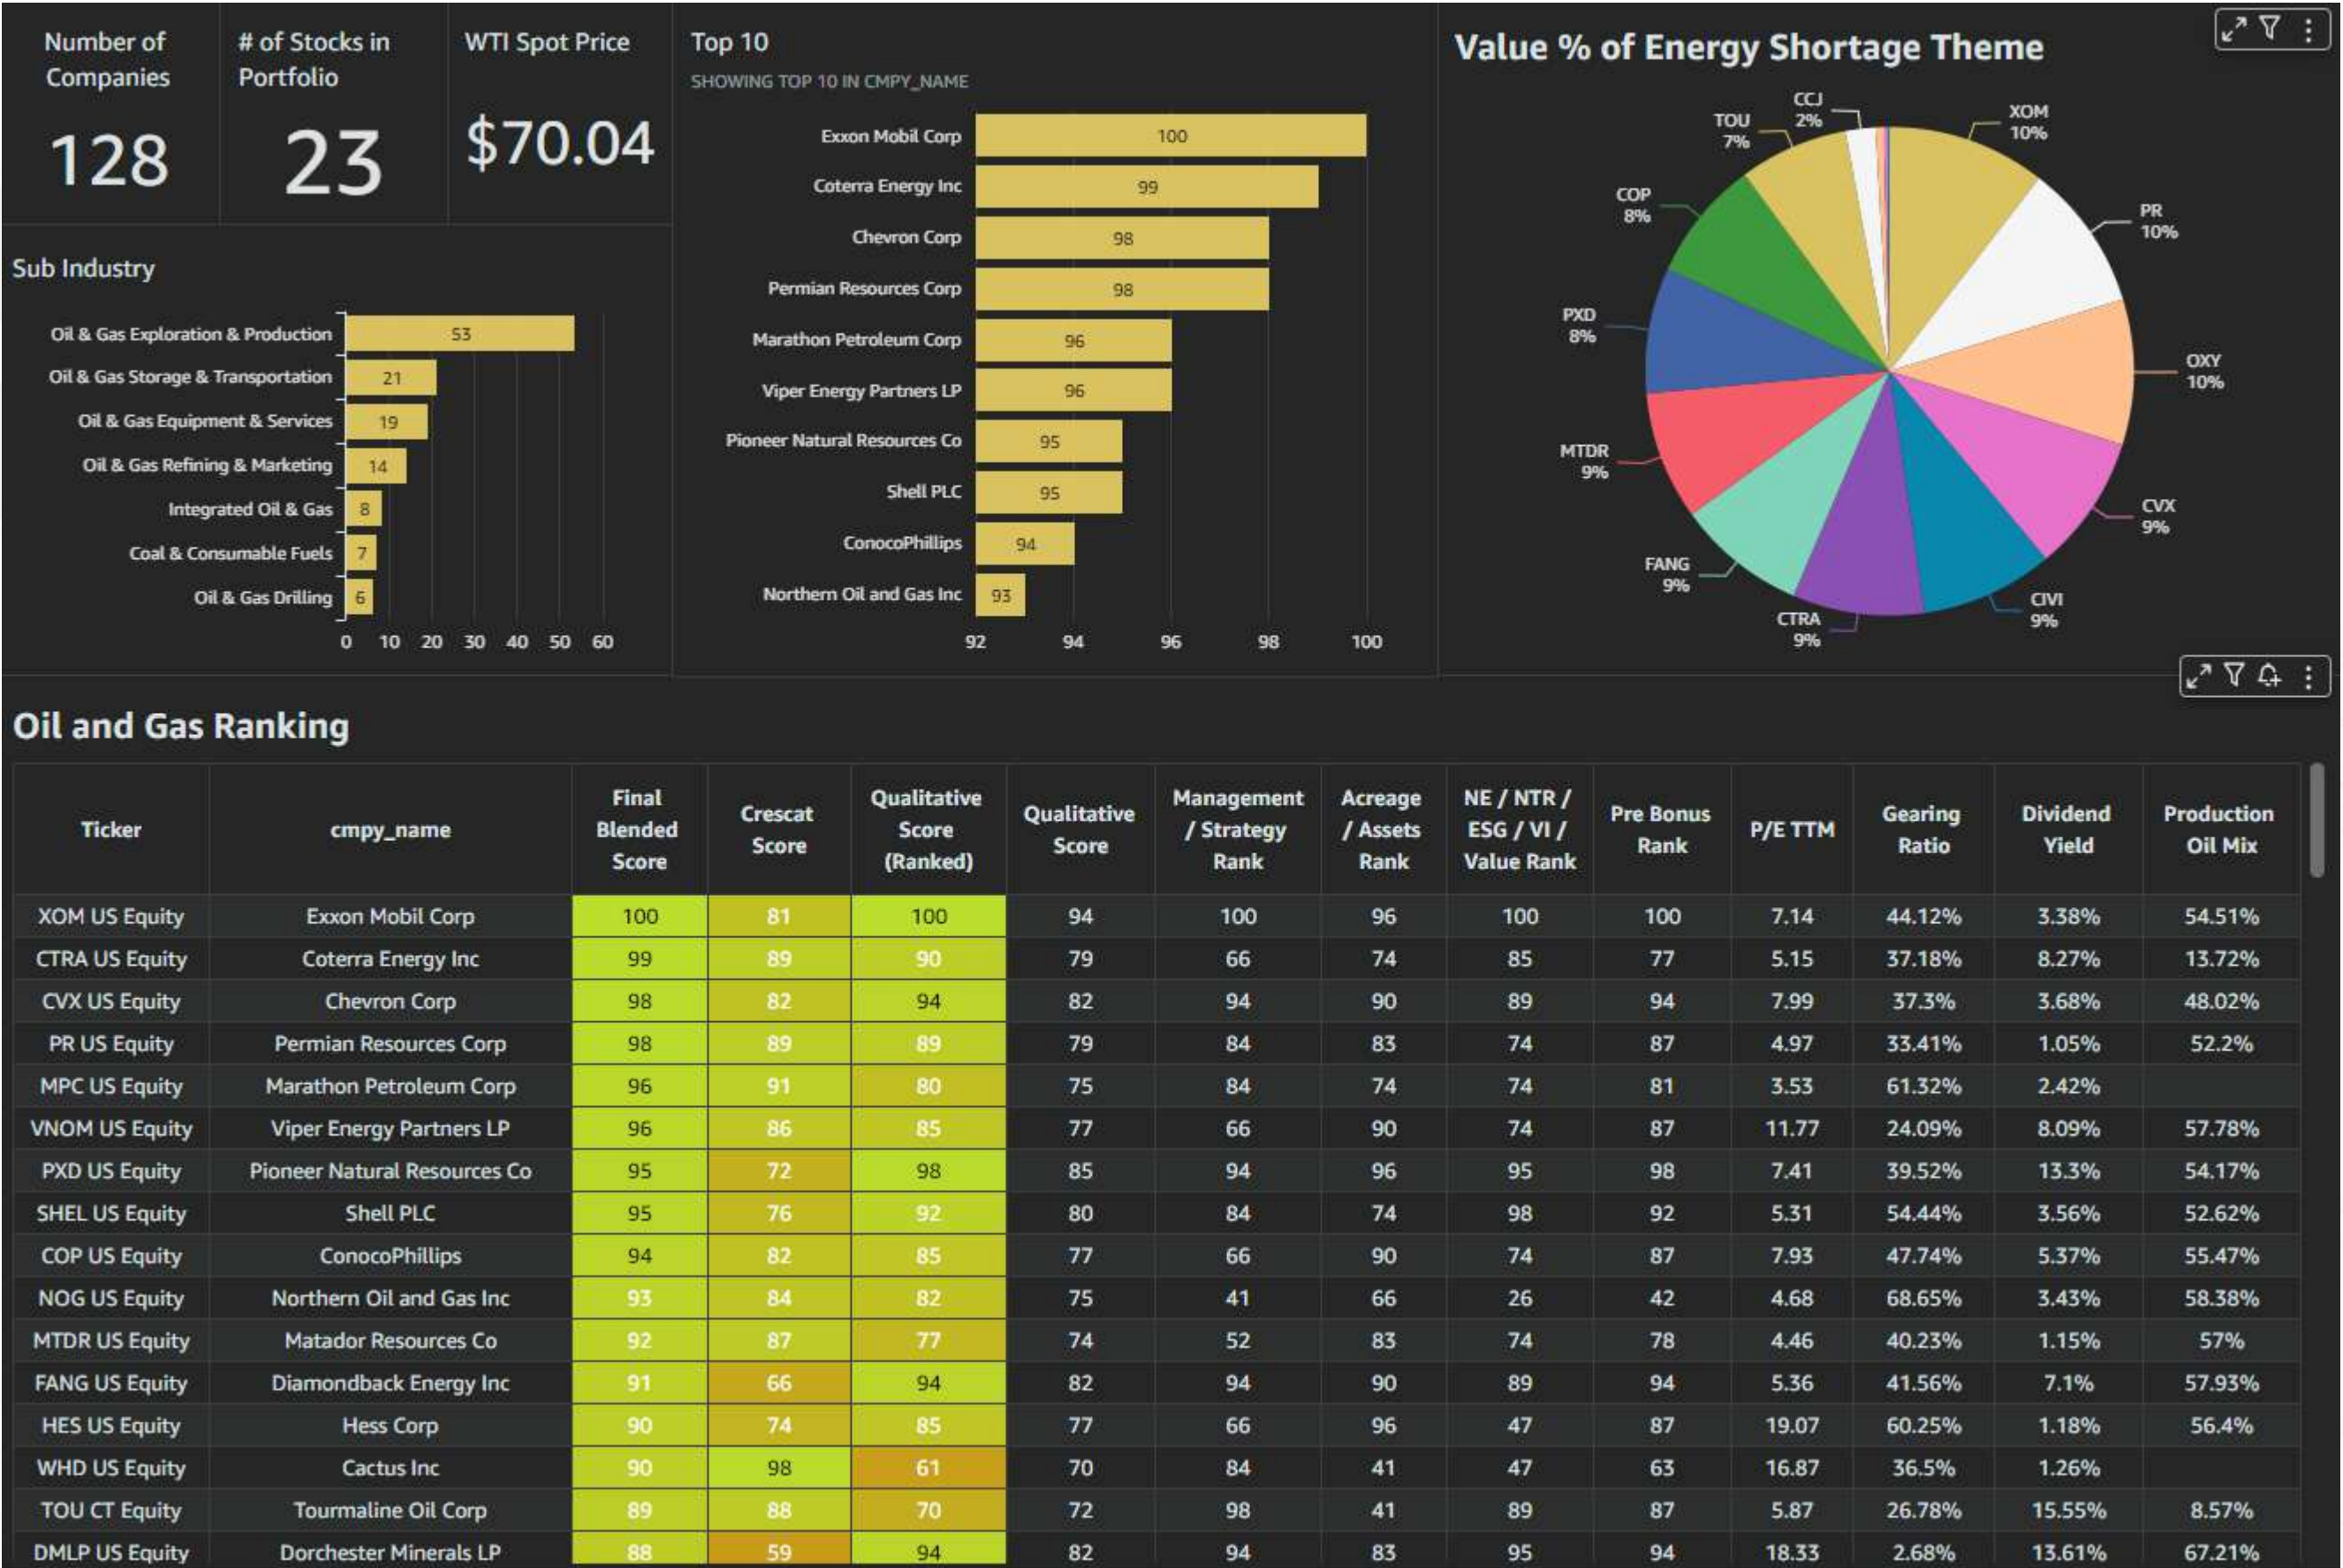 Number of
Companies
128
# of Stocks in
Portfolio
23
WTI Spot Price
$70.04
Sub Industry
Oil & Gas Exploration & Production 53
Oil & Gas Storage & Transportation 21
Oil & Gas Equipment & Services 19
Oil & Gas Refining & Marketing 14
Integrated Oil & Gas 8
Coal & Consumable Fuels 7
Oil & Gas Drilling 6
0 10 20 30 40 50 60
Top 10
SHOWING TOP 10 IN CMPY_NAME
Exxon Mobil Corp 100
Coterra Energy Inc 99
Chevron Corp 98
Permian Resources Corp 98
Marathon Petroleum Corp 96
Viper Energy Partners LP 96
Pioneer Natural Resources Co 95
Shell PLC 95
ConocoPhillips 94
Northern Oil and Gas Inc 93
92 94 96 98 100
Value % of Energy Shortage Theme
XOM
10%
PR
10%
OXY
10%
CVX
9%
CIVI
9%
CTRA
9%
FANG
9%
MTDR
9%
PXD
8%
COP
8%
TOU
7%
CCJ
2%
Oil and Gas Ranking
Ticker
cmpy_name
Final
Blended
Score
Crescat
Score
Qualitative
Score
(Ranked)
Qualitative
Score
Management
/ Strategy
Rank
Acreage
/ Assets
Rank
NE / NTR /
ESG / VI /
Value Rank
Pre Bonus
Rank
P/E TTM
Gearing
Ratio
Dividend
Yield
Production
Oil Mix
XOM US Equity Exxon Mobil Corp 100 81 100 94 100 96 100 100 7.14 44.12% 3.38% 54.51%
CTRA US Equity Coterra Energy Inc 99 89 90 79 66 74 85 77 5.15 37.18% 8.27% 13.72%
CVX US Equity Chevron Corp 98 82 94 82 94 90 89 94 7.99 37.3% 3.68% 48.02%
PR US Equity Permian Resources Corp 98 89 89 79 84 83 74 87 4.97 33.41% 1.05% 52.2%
MPC US Equity Marathon Petroleum Corp 96 91 80 75 84 74 74 81 3.53 61.32% 2.42%
VNOM US Equity Viper Energy Partners LP 96 86 85 77 66 90 74 87 11.77 24.09% 8.09% 57.78%
PXD US Equity Pioneer Natural Resources Co 95 72 98 85 94 96 95 98 7.41 39.52% 13.3% 54.17%
SHEL US Equity Shell PLC 95 76 92 80 84 74 98 92 5.31 54.44% 3.56% 52.62%
COP US Equity ConocoPhillips 94 82 85 77 66 90 74 87 7.93 47.74% 5.37% 55.47%
NOG US Equity Northern Oil and Gas Inc 93 84 82 75 41 66 26 42 4.68 68.65% 3.43% 58.38%
MTDR US Equity Matador Resources Co 92 87 77 74 52 83 74 78 4.46 40.23% 1.15% 57%
FANG US Equity Diamondback Energy Inc 91 66 94 82 94 90 89 94 5.36 41.56% 7.1% 57.93%
HES US Equity Hess Corp 90 74 85 77 66 96 47 87 19.07 60.25% 1.18% 56.4%
WHD US Equity Cactus Inc 90 98 61 70 84 41 47 63 16.87 36.5% 1.26%
TOU CT Equity Tourmaline Oil Corp 89 88 70 72 98 41 89 87 5.87 26.78% 15.55% 8.57%
DMLP US Equity Dorchester Minerals LP 88 59 94 82 94 83 95 94 18.33 2.68% 13.61% 67.21%